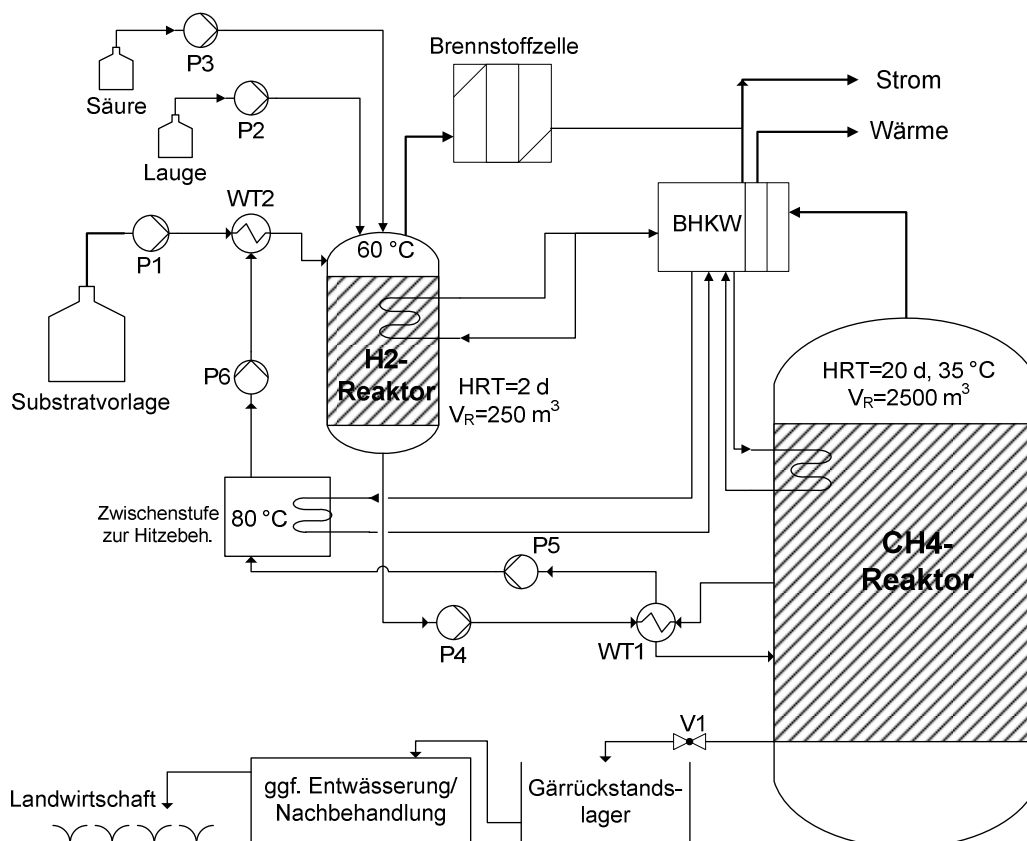 Brennstoffzelle
P3
Säure
Strom
P2
Wärme
Lauge
WT2
BHKW
60 °C
P1
H2-
Reaktor
P6
HRT=2 d
V_R=250 m³
HRT=20 d, 35 °C
V_R=2500 m³
Substratvorlage
Zwischenstufe
zur Hitzebeh.
80 °C
CH4-
Reaktor
P5
P4
WT1
V1
Landwirtschaft
ggf. Entwässerung/
Nachbehandlung
Gärrückstands-
lager